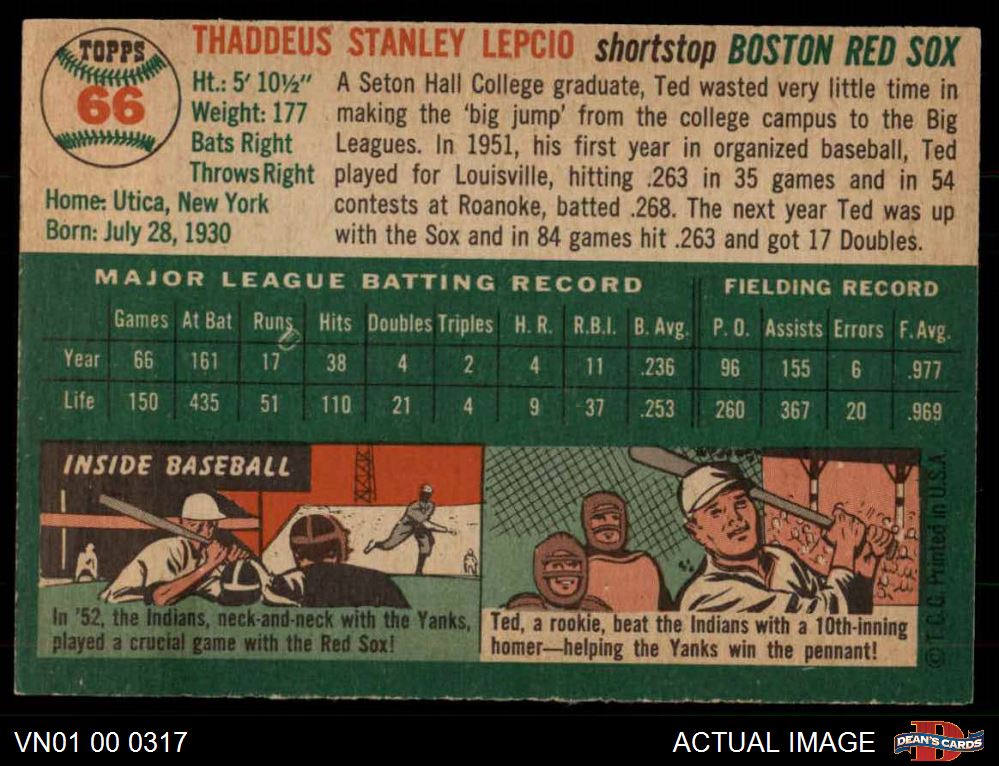 TOPPS
66
THADDEUS STANLEY LEPCIO shortstop BOSTON RED SOX
Ht.: 5' 10½"
Weight: 177
Bats Right
Throws Right
Home: Utica, New York
Born: July 28, 1930
A Seton Hall College graduate, Ted wasted very little time in
making the 'big jump' from the college campus to the Big
Leagues. In 1951, his first year in organized baseball, Ted
played for Louisville, hitting .263 in 35 games and in 54
contests at Roanoke, batted .268. The next year Ted was up
with the Sox and in 84 games hit .263 and got 17 Doubles.
MAJOR LEAGUE BATTING RECORD FIELDING RECORD
Games At Bat Runs Hits Doubles Triples H. R. R.B.I. B. Avg. P. O. Assists Errors F. Avg.
Year 66 161 17 38 4 2 4 11 .236 96 155 6 .977
Life 150 435 51 110 21 4 9 37 .253 260 367 20 .969
INSIDE BASEBALL
In '52, the Indians, neck-and-neck with the Yanks,
played a crucial game with the Red Sox!
Ted, a rookie, beat the Indians with a 10th-inning
homer—helping the Yanks win the pennant!
© T. C. G. Printed in U.S.A.
VN01 00 0317
ACTUAL IMAGE
DEAN'S CARDS